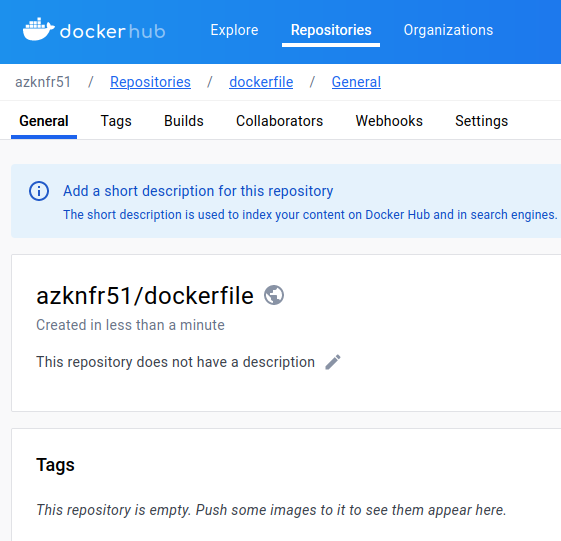 dockerhub Explore Repositories Organizations
azknfr51 / Repositories / dockerfile / General
General Tags Builds Collaborators Webhooks Settings
Add a short description for this repository
The short description is used to index your content on Docker Hub and in search engines.
azknfr51/dockerfile
Created in less than a minute
This repository does not have a description
Tags
This repository is empty. Push some images to it to see them appear here.